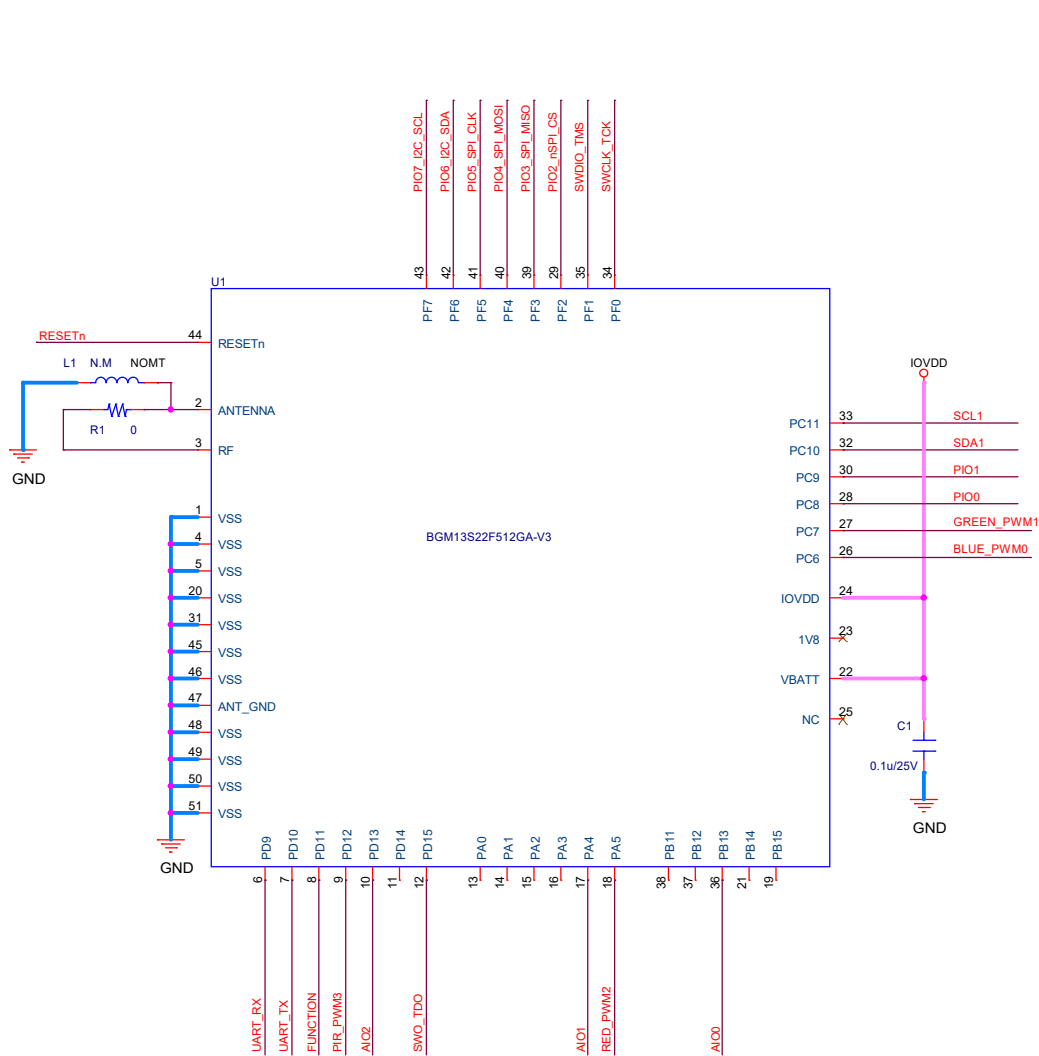 PIO7_I2C_SCL
PIO6_I2C_SDA
PIO5_SPI_CLK
PIO4_SPI_MOSI
PIO3_SPI_MISO
PIO2_nSPI_CS
SWDIO_TMS
SWCLK_TCK
43
42
41
40
39
29
35
34
U1
PF7
PF6
PF5
PF4
PF3
PF2
PF1
PF0
RESETn
44
RESETn
L1 N.M NOMT
2
ANTENNA
R1 0
3
RF
GND
1
VSS
4
VSS
5
VSS
20
VSS
31
VSS
45
VSS
46
VSS
47
ANT_GND
48
VSS
49
VSS
50
VSS
51
VSS
GND
BGM13S22F512GA-V3
IOVDD
PC11 33 SCL1
PC10 32 SDA1
PC9 30 PIO1
PC8 28 PIO0
PC7 27 GREEN_PWM1
PC6 26 BLUE_PWM0
IOVDD 24
1V8 23
VBATT 22
NC 25
C1
0.1u/25V
GND
PD9
PD10
PD11
PD12
PD13
PD14
PD15
PA0
PA1
PA2
PA3
PA4
PA5
PB11
PB12
PB13
PB14
PB15
6
7
8
9
10
11
12
13
14
15
16
17
18
38
37
36
21
19
UART_RX
UART_TX
FUNCTION
PIR_PWM3
AIO2
SWO_TDO
AIO1
RED_PWM2
AIO0